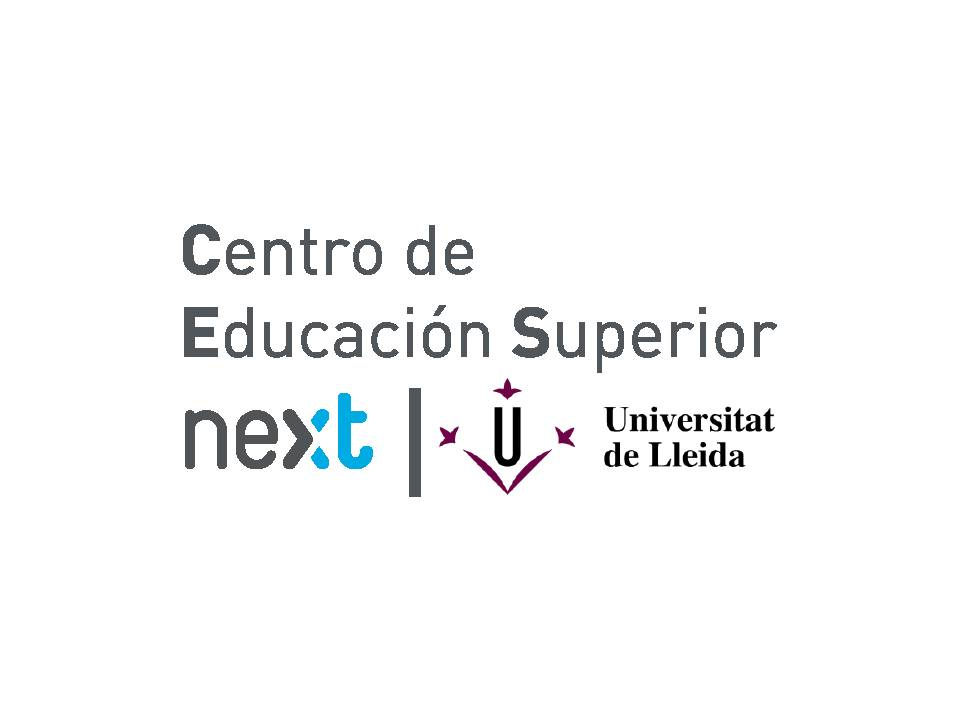 Centro de
Educación Superior
next
U
Universitat
de Lleida